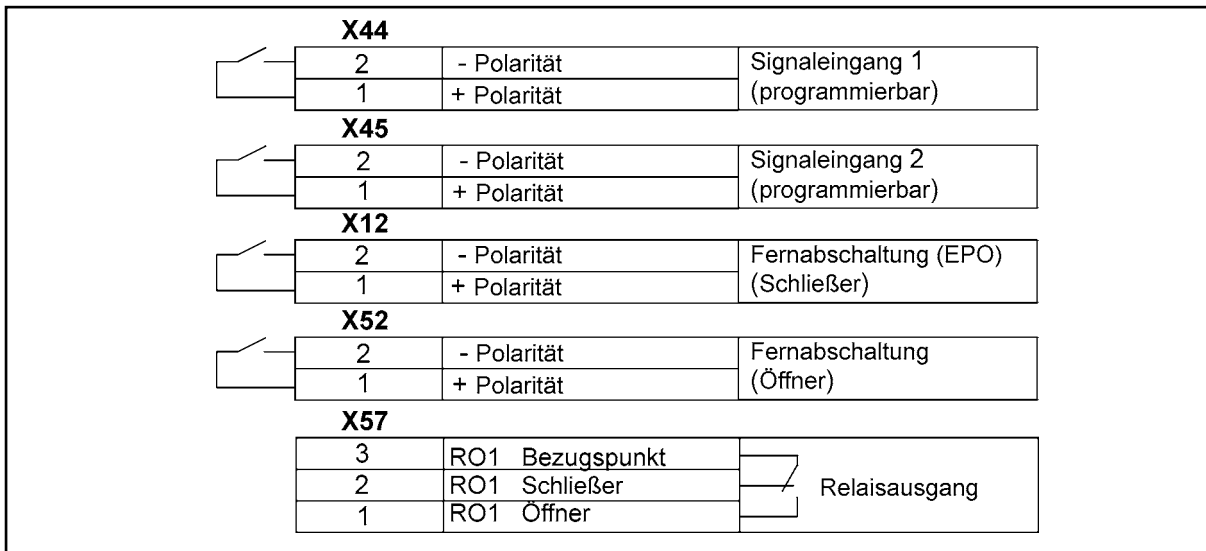 X44
2 - Polarität Signaleingang 1
1 + Polarität (programmierbar)
X45
2 - Polarität Signaleingang 2
1 + Polarität (programmierbar)
X12
2 - Polarität Fernabschaltung (EPO)
1 + Polarität (Schließer)
X52
2 - Polarität Fernabschaltung
1 + Polarität (Öffner)
X57
3 RO1 Bezugspunkt
2 RO1 Schließer Relaisausgang
1 RO1 Öffner